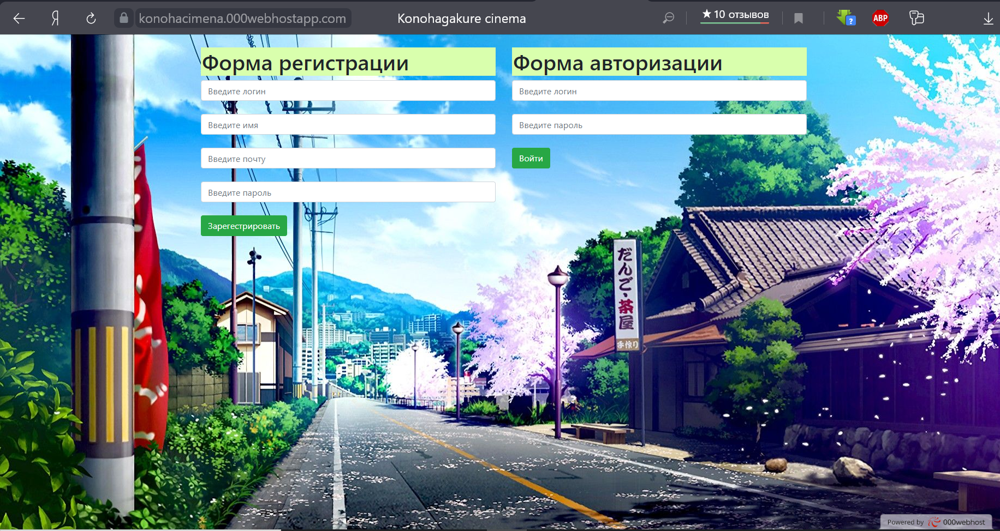 konohacimena.000webhostapp.com
Konohagakure cinema
★ 10 отзывов
ABP
Форма регистрации
Введите логин
Введите имя
Введите почту
Введите пароль
Зарегестрировать
Форма авторизации
Введите логин
Введите пароль
Войти
だんご、茶屋
手作り
Powered by 000webhost